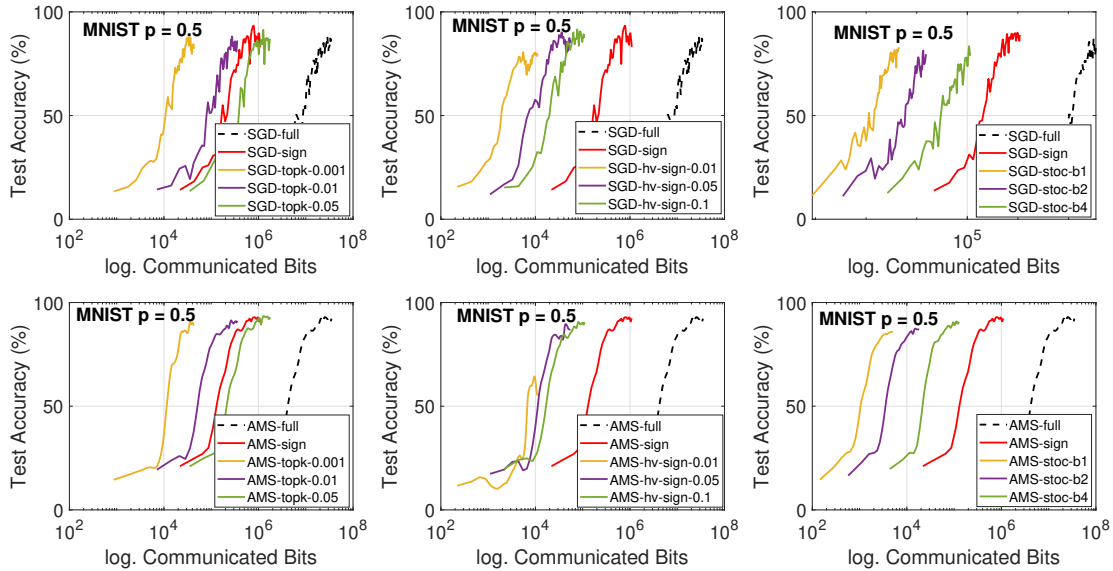 MNIST p = 0.5
Test Accuracy (%)
100
50
0
SGD-full
SGD-sign
SGD-topk-0.001
SGD-topk-0.01
SGD-topk-0.05
10^2 10^4 10^6 10^8
log. Communicated Bits
MNIST p = 0.5
Test Accuracy (%)
100
50
0
SGD-full
SGD-sign
SGD-hv-sign-0.01
SGD-hv-sign-0.05
SGD-hv-sign-0.1
10^2 10^4 10^6 10^8
log. Communicated Bits
MNIST p = 0.5
Test Accuracy (%)
100
50
0
SGD-full
SGD-sign
SGD-stoc-b1
SGD-stoc-b2
SGD-stoc-b4
10^5
log. Communicated Bits
MNIST p = 0.5
Test Accuracy (%)
100
50
0
AMS-full
AMS-sign
AMS-topk-0.001
AMS-topk-0.01
AMS-topk-0.05
10^2 10^4 10^6 10^8
log. Communicated Bits
MNIST p = 0.5
Test Accuracy (%)
100
50
0
AMS-full
AMS-sign
AMS-hv-sign-0.01
AMS-hv-sign-0.05
AMS-hv-sign-0.1
10^2 10^4 10^6 10^8
log. Communicated Bits
MNIST p = 0.5
Test Accuracy (%)
100
50
0
AMS-full
AMS-sign
AMS-stoc-b1
AMS-stoc-b2
AMS-stoc-b4
10^2 10^4 10^6 10^8
log. Communicated Bits